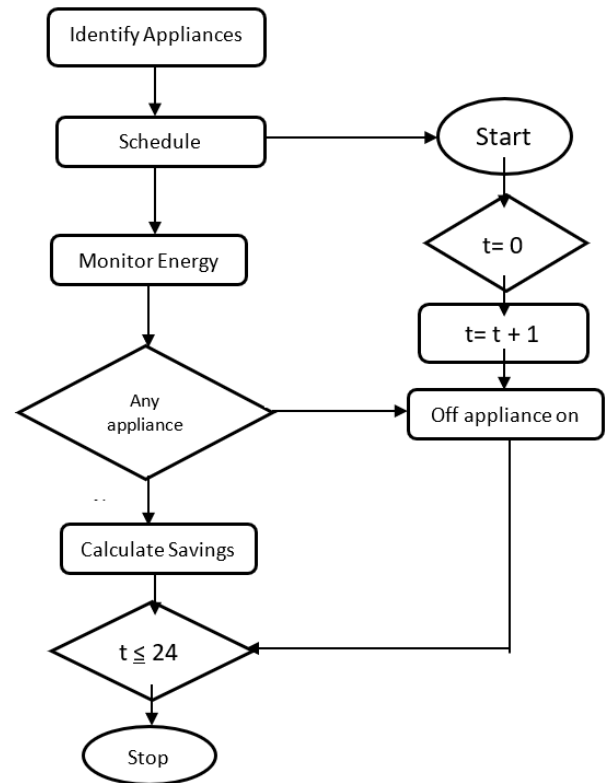 Identify Appliances
Schedule
Start
t= 0
Monitor Energy
t= t + 1
Any
appliance
Off appliance on
Calculate Savings
t ≤ 24
Stop